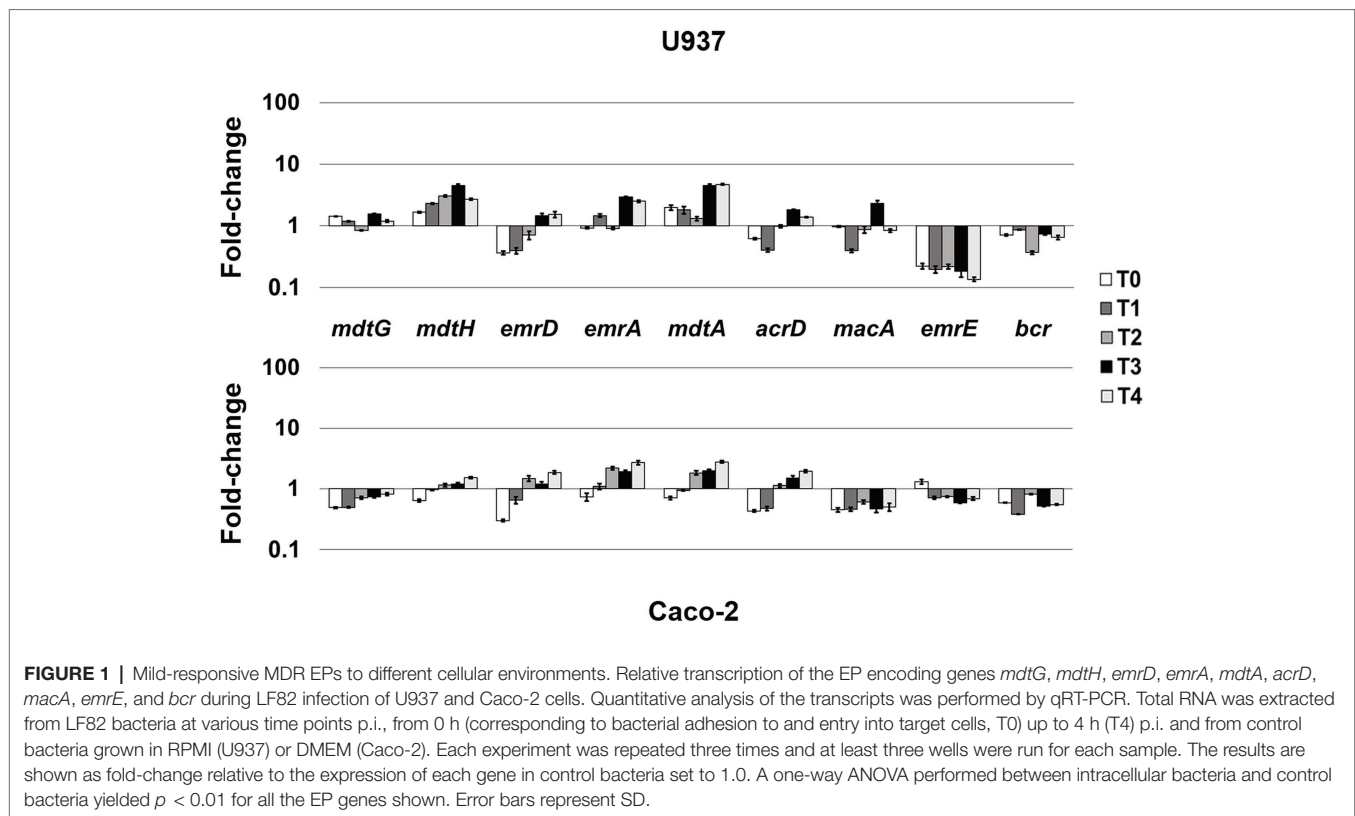 U937
100
10
1
0.1
Fold-change
mdtG mdtH emrD emrA mdtA acrD macA emrE bcr
T0
T1
T2
T3
T4
100
10
1
0.1
Fold-change
Caco-2
FIGURE 1 | Mild-responsive MDR EPs to different cellular environments. Relative transcription of the EP encoding genes mdtG, mdtH, emrD, emrA, mdtA, acrD,
macA, emrE, and bcr during LF82 infection of U937 and Caco-2 cells. Quantitative analysis of the transcripts was performed by qRT-PCR. Total RNA was extracted
from LF82 bacteria at various time points p.i., from 0 h (corresponding to bacterial adhesion to and entry into target cells, T0) up to 4 h (T4) p.i. and from control
bacteria grown in RPMI (U937) or DMEM (Caco-2). Each experiment was repeated three times and at least three wells were run for each sample. The results are
shown as fold-change relative to the expression of each gene in control bacteria set to 1.0. A one-way ANOVA performed between intracellular bacteria and control
bacteria yielded p < 0.01 for all the EP genes shown. Error bars represent SD.